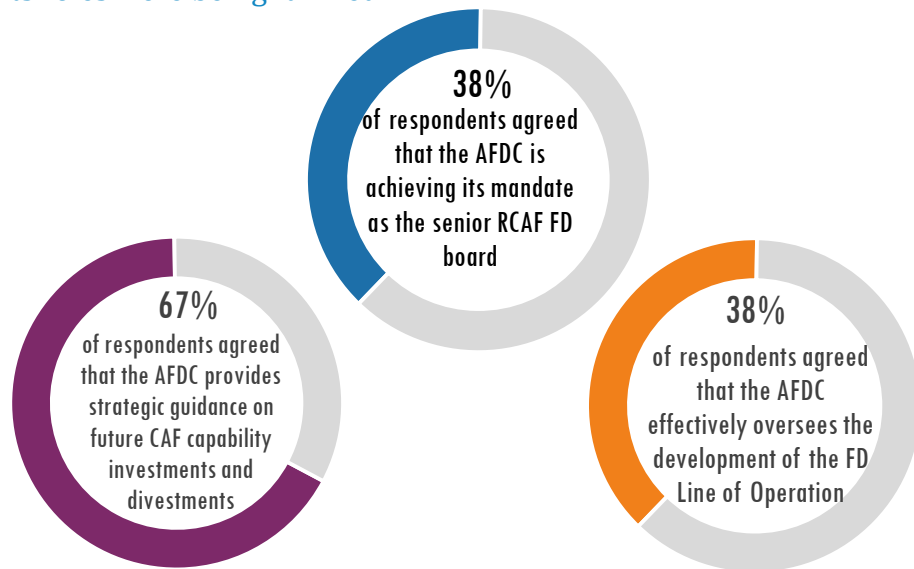 38%
of respondents agreed
that the AFDC is
achieving its mandate
as the senior RCAF FD
board
67%
of respondents agreed
that the AFDC provides
strategic guidance on
future CAF capability
investments and
divestments
38%
of respondents agreed
that the AFDC
effectively oversees the
development of the FD
Line of Operation